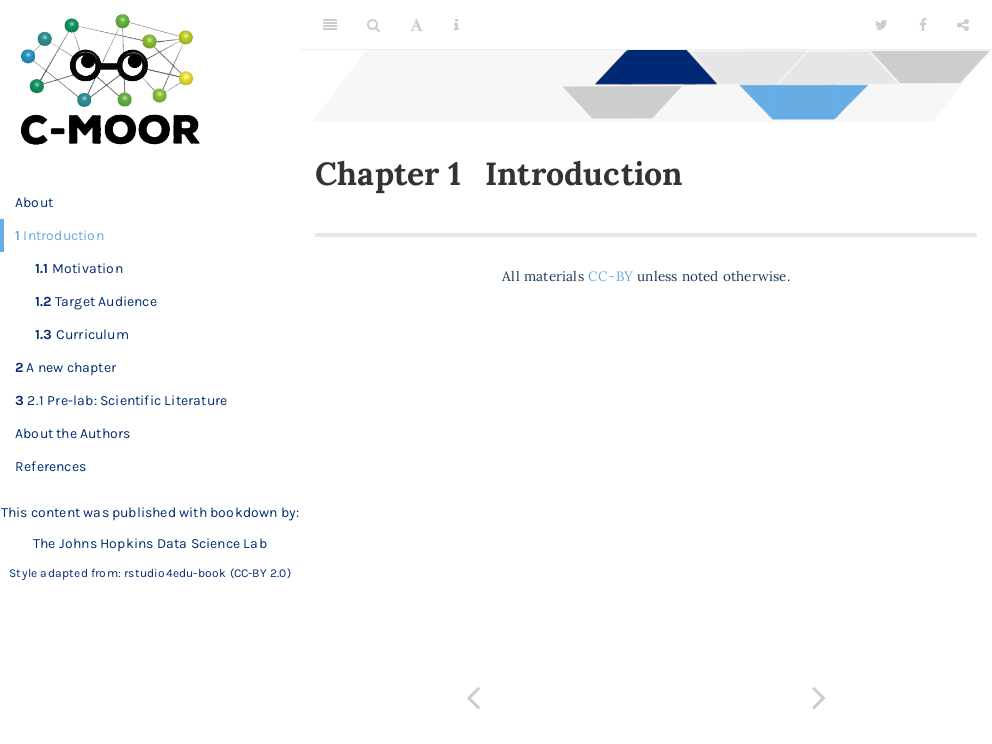 C-MOOR
About
1 Introduction
1.1 Motivation
1.2 Target Audience
1.3 Curriculum
2 A new chapter
3 2.1 Pre-lab: Scientific Literature
About the Authors
References
This content was published with bookdown by:
The Johns Hopkins Data Science Lab
Style adapted from: rstudio4edu-book (CC-BY 2.0)
A
Chapter 1 Introduction
All materials CC-BY unless noted otherwise.